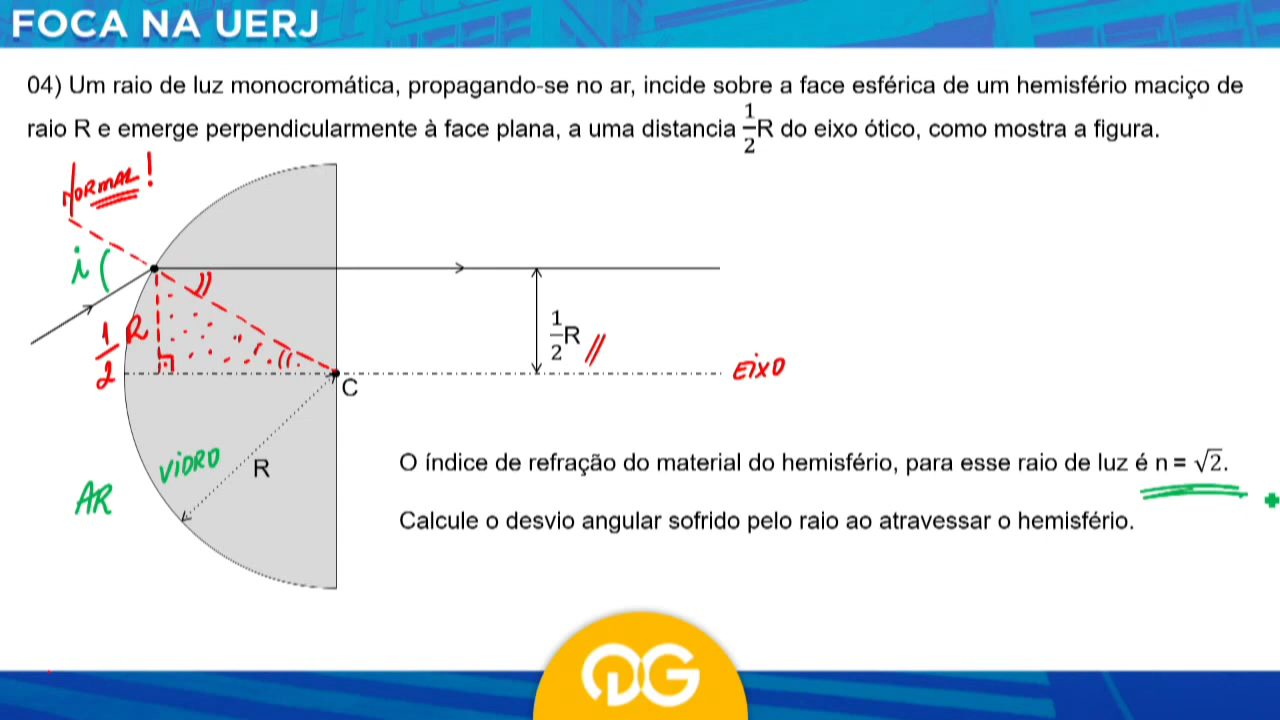 FOCA NA UERJ
04) Um raio de luz monocromática, propagando-se no ar, incide sobre a face esférica de um hemisfério maciço de
raio R e emerge perpendicularmente à face plana, a uma distancia 1/2 R do eixo ótico, como mostra a figura.
NORMAL!
i
1/2 R
1/2 R
EIXO
C
VIDRO
R
AR
O índice de refração do material do hemisfério, para esse raio de luz é n = √2.
Calcule o desvio angular sofrido pelo raio ao atravessar o hemisfério.
DG